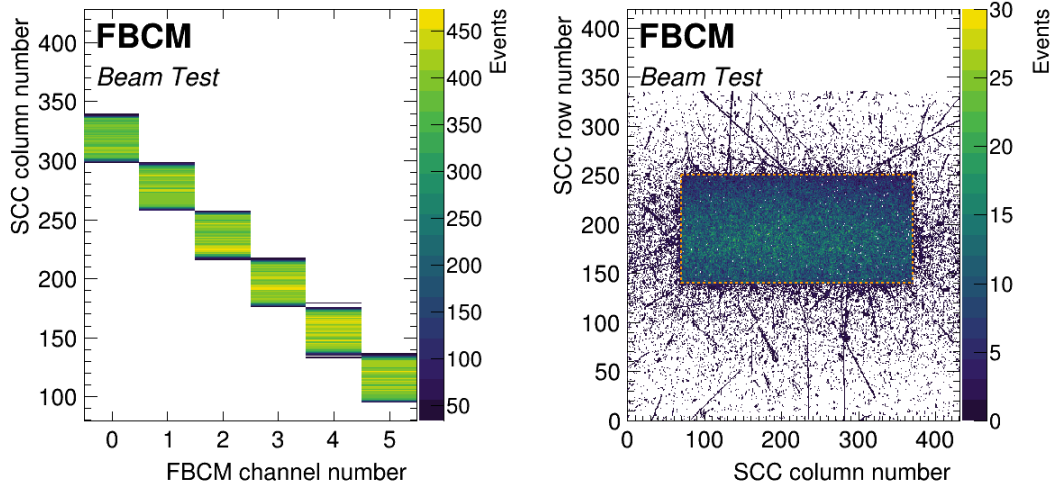 FBCM
Beam Test
SCC column number
400
350
300
250
200
150
100
0 1 2 3 4 5
FBCM channel number
Events
450
400
350
300
250
200
150
100
50
FBCM
Beam Test
SCC row number
400
350
300
250
200
150
100
50
0
0 100 200 300 400
SCC column number
Events
30
25
20
15
10
5
0